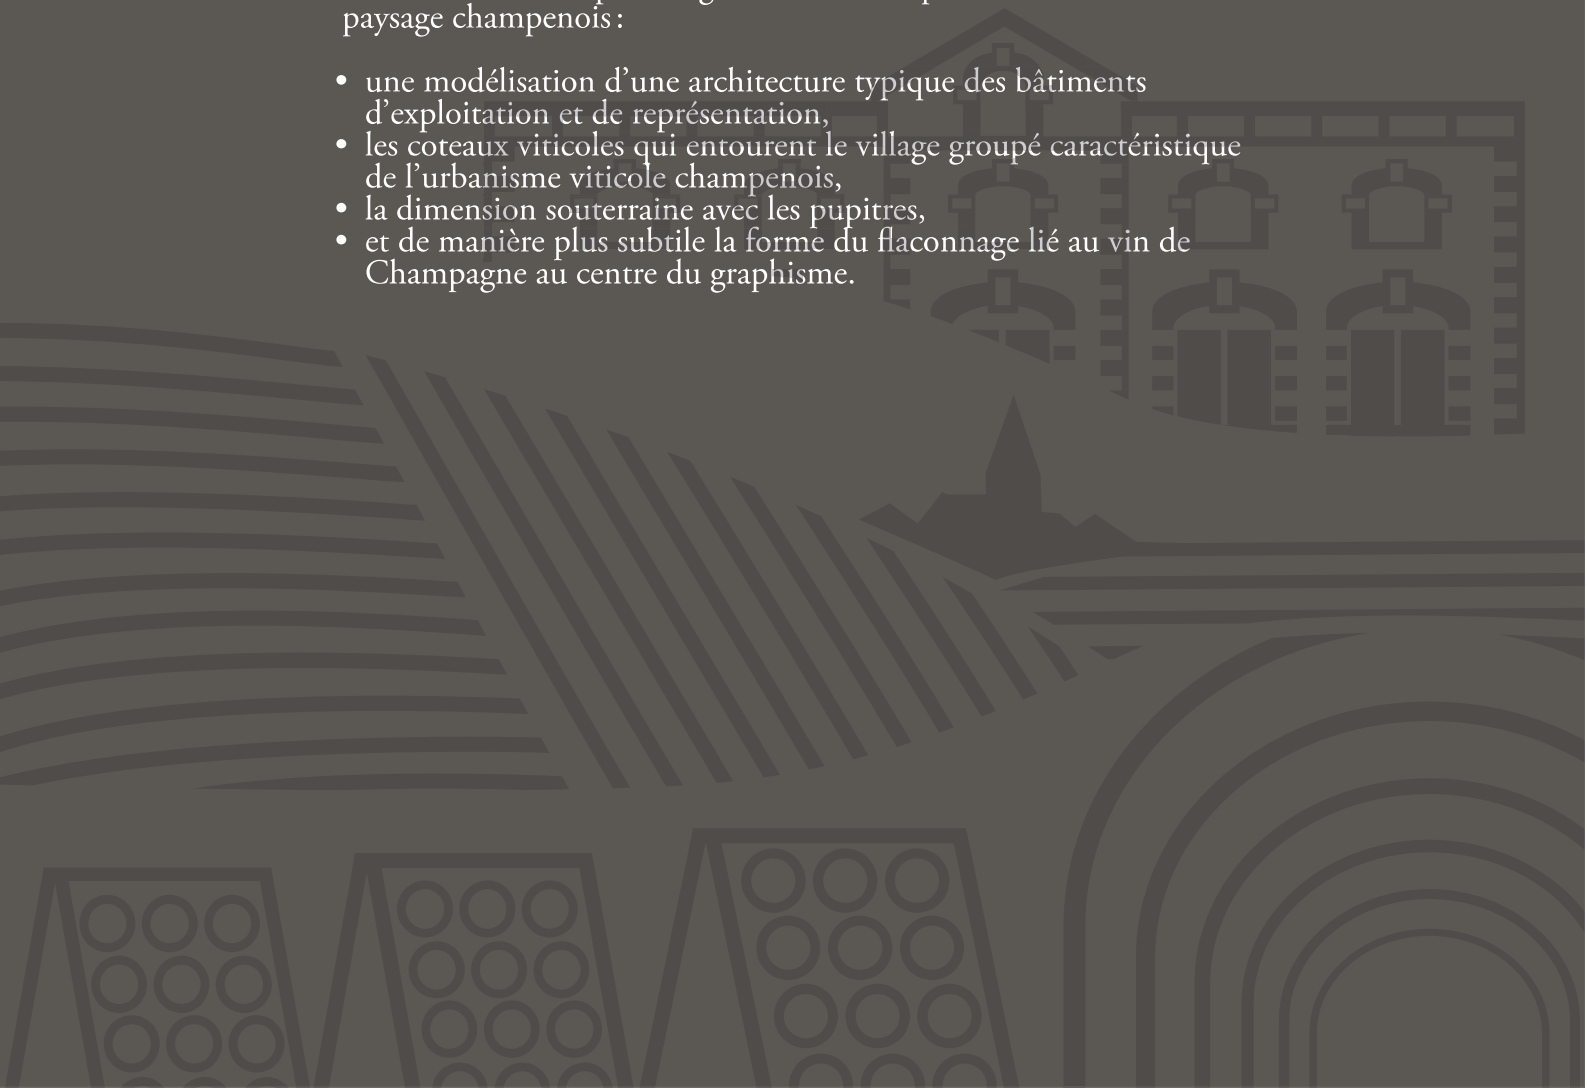 paysage champenois :
• une modélisation d’une architecture typique des bâtiments
d’exploitation et de représentation,
• les coteaux viticoles qui entourent le village groupé caractéristique
de l’urbanisme viticole champenois,
• la dimension souterraine avec les pupitres,
• et de manière plus subtile la forme du flaconnage lié au vin de
Champagne au centre du graphisme.